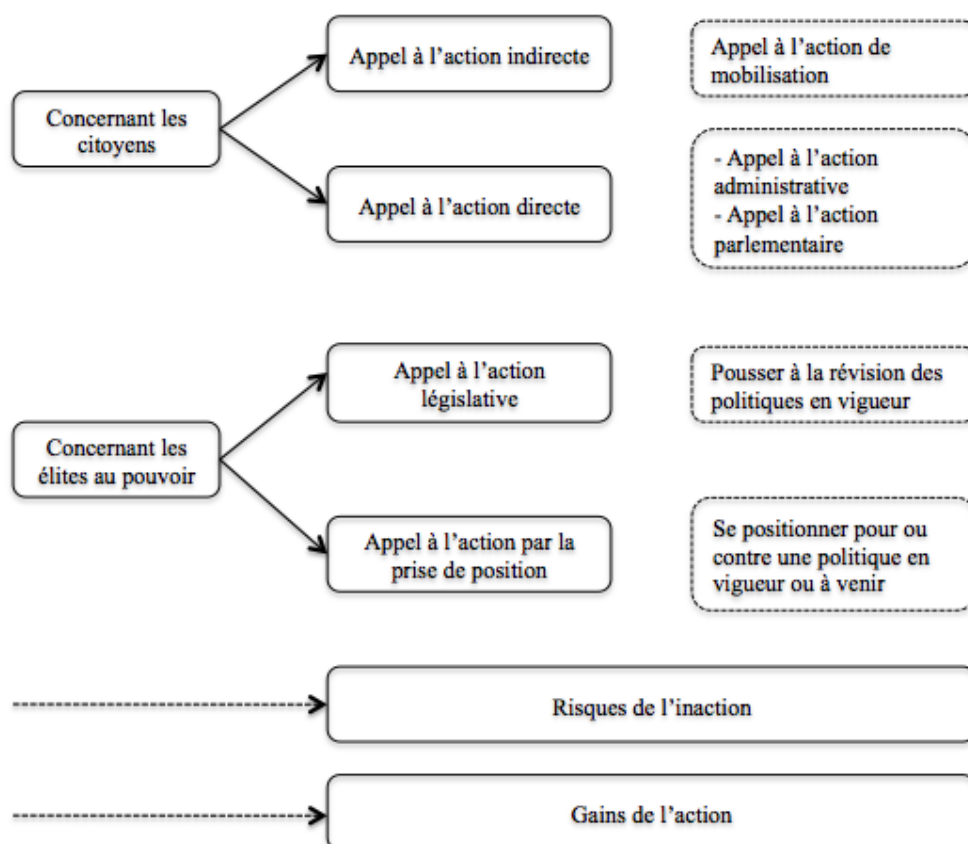 Appel à l'action indirecte
Appel à l'action de
mobilisation
Concernant les
citoyens
Appel à l'action directe
- Appel à l'action
administrative
- Appel à l'action
parlementaire
Appel à l'action
législative
Pousser à la révision des
politiques en vigueur
Concernant les
élites au pouvoir
Appel à l'action par la
prise de position
Se positionner pour ou
contre une politique en
vigueur ou à venir
Risques de l'inaction
Gains de l'action